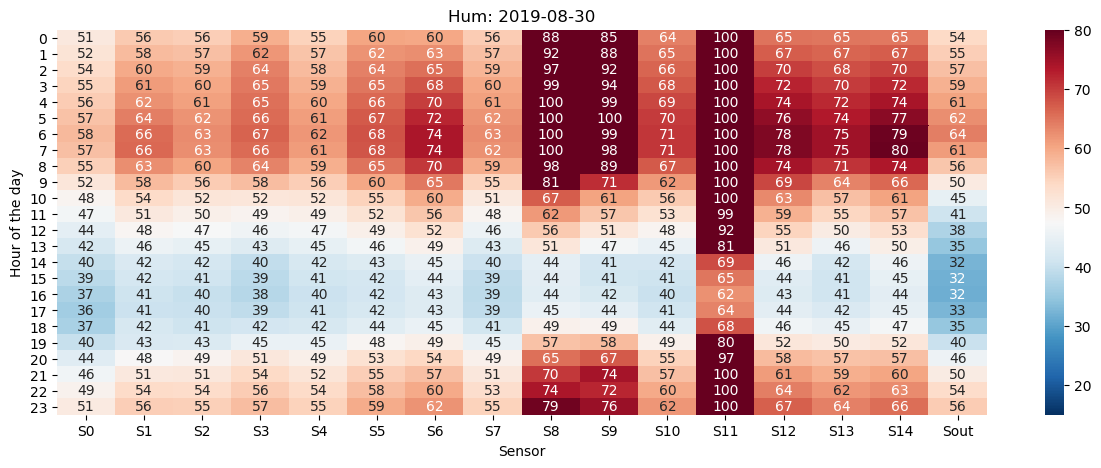 Hum: 2019-08-30
Hour of the day
0 51 56 56 59 55 60 60 56 88 85 64 100 65 65 65 54
1 52 58 57 62 57 62 63 57 92 88 65 100 67 67 67 55
2 54 60 59 64 58 64 65 59 97 92 66 100 70 68 70 57
3 55 61 60 65 59 65 68 60 99 94 68 100 72 70 72 59
4 56 62 61 65 60 66 70 61 100 99 69 100 74 72 74 61
5 57 64 62 66 61 67 72 62 100 100 70 100 76 74 77 62
6 58 66 63 67 62 68 74 63 100 99 71 100 78 75 79 64
7 57 66 63 66 61 68 74 62 100 98 71 100 78 75 80 61
8 55 63 60 64 59 65 70 59 98 89 67 100 74 71 74 56
9 52 58 56 58 56 60 65 55 81 71 62 100 69 64 66 50
10 48 54 52 52 52 55 60 51 67 61 56 100 63 57 61 45
11 47 51 50 49 49 52 56 48 62 57 53 99 59 55 57 41
12 44 48 47 46 47 49 52 46 56 51 48 92 55 50 53 38
13 42 46 45 43 45 46 49 43 51 47 45 81 51 46 50 35
14 40 42 42 40 42 43 45 40 44 41 42 69 46 42 46 32
15 39 42 41 39 41 42 44 39 44 41 41 65 44 41 45 32
16 37 41 40 38 40 42 43 39 44 42 40 62 43 41 44 32
17 36 41 40 39 41 42 43 39 45 44 41 64 44 42 45 33
18 37 42 41 42 42 44 45 41 49 49 44 68 46 45 47 35
19 40 43 43 45 45 48 49 45 57 58 49 80 52 50 52 40
20 44 48 49 51 49 53 54 49 65 67 55 97 58 57 57 46
21 46 51 51 54 52 55 57 51 70 74 57 100 61 59 60 50
22 49 54 54 56 54 58 60 53 74 72 60 100 64 62 63 54
23 51 56 55 57 55 59 62 55 79 76 62 100 67 64 66 56
S0 S1 S2 S3 S4 S5 S6 S7 S8 S9 S10 S11 S12 S13 S14 Sout
Sensor
80
70
60
50
40
30
20